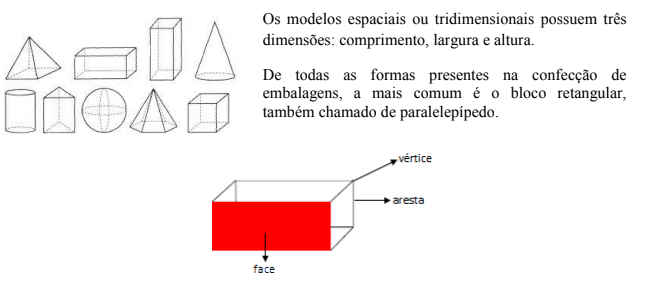 Os modelos espaciais ou tridimensionais possuem três
dimensões: comprimento, largura e altura.
De todas as formas presentes na confecção de
embalagens, a mais comum é o bloco retangular,
também chamado de paralelepípedo.
vértice
aresta
face